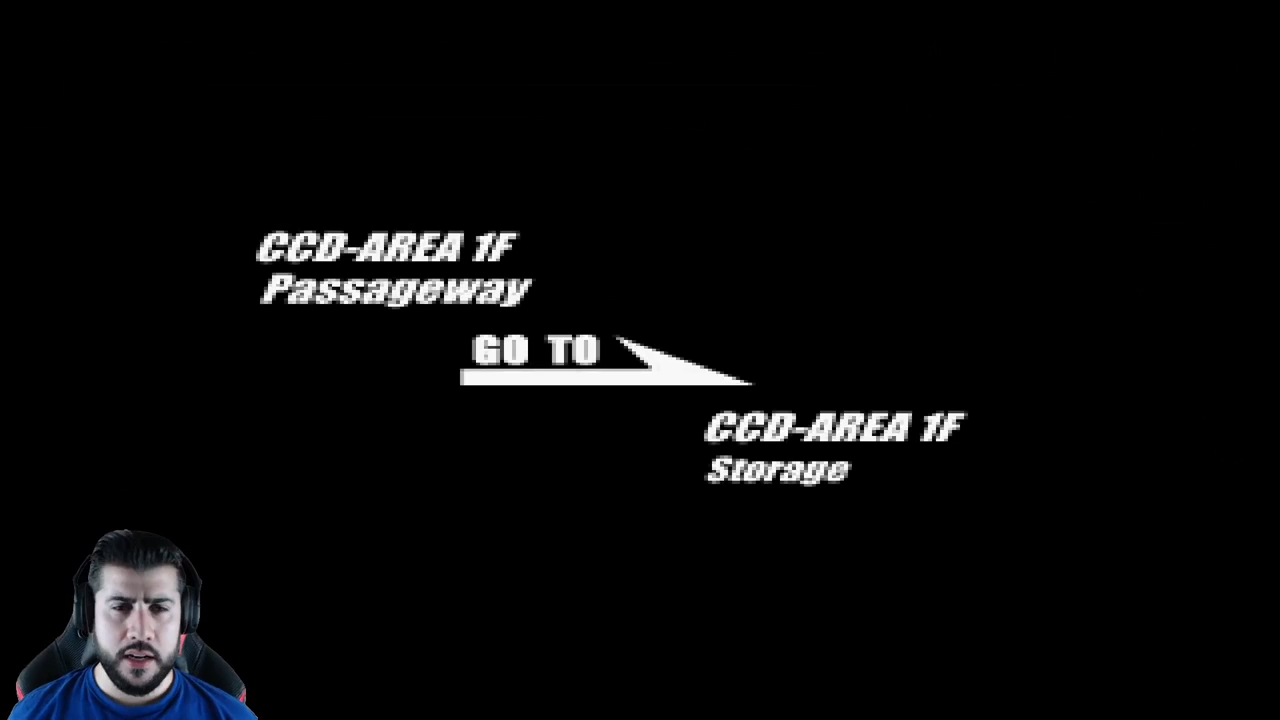 CCD-AREA 1F
Passageway
GO TO
CCD-AREA 1F
Storage